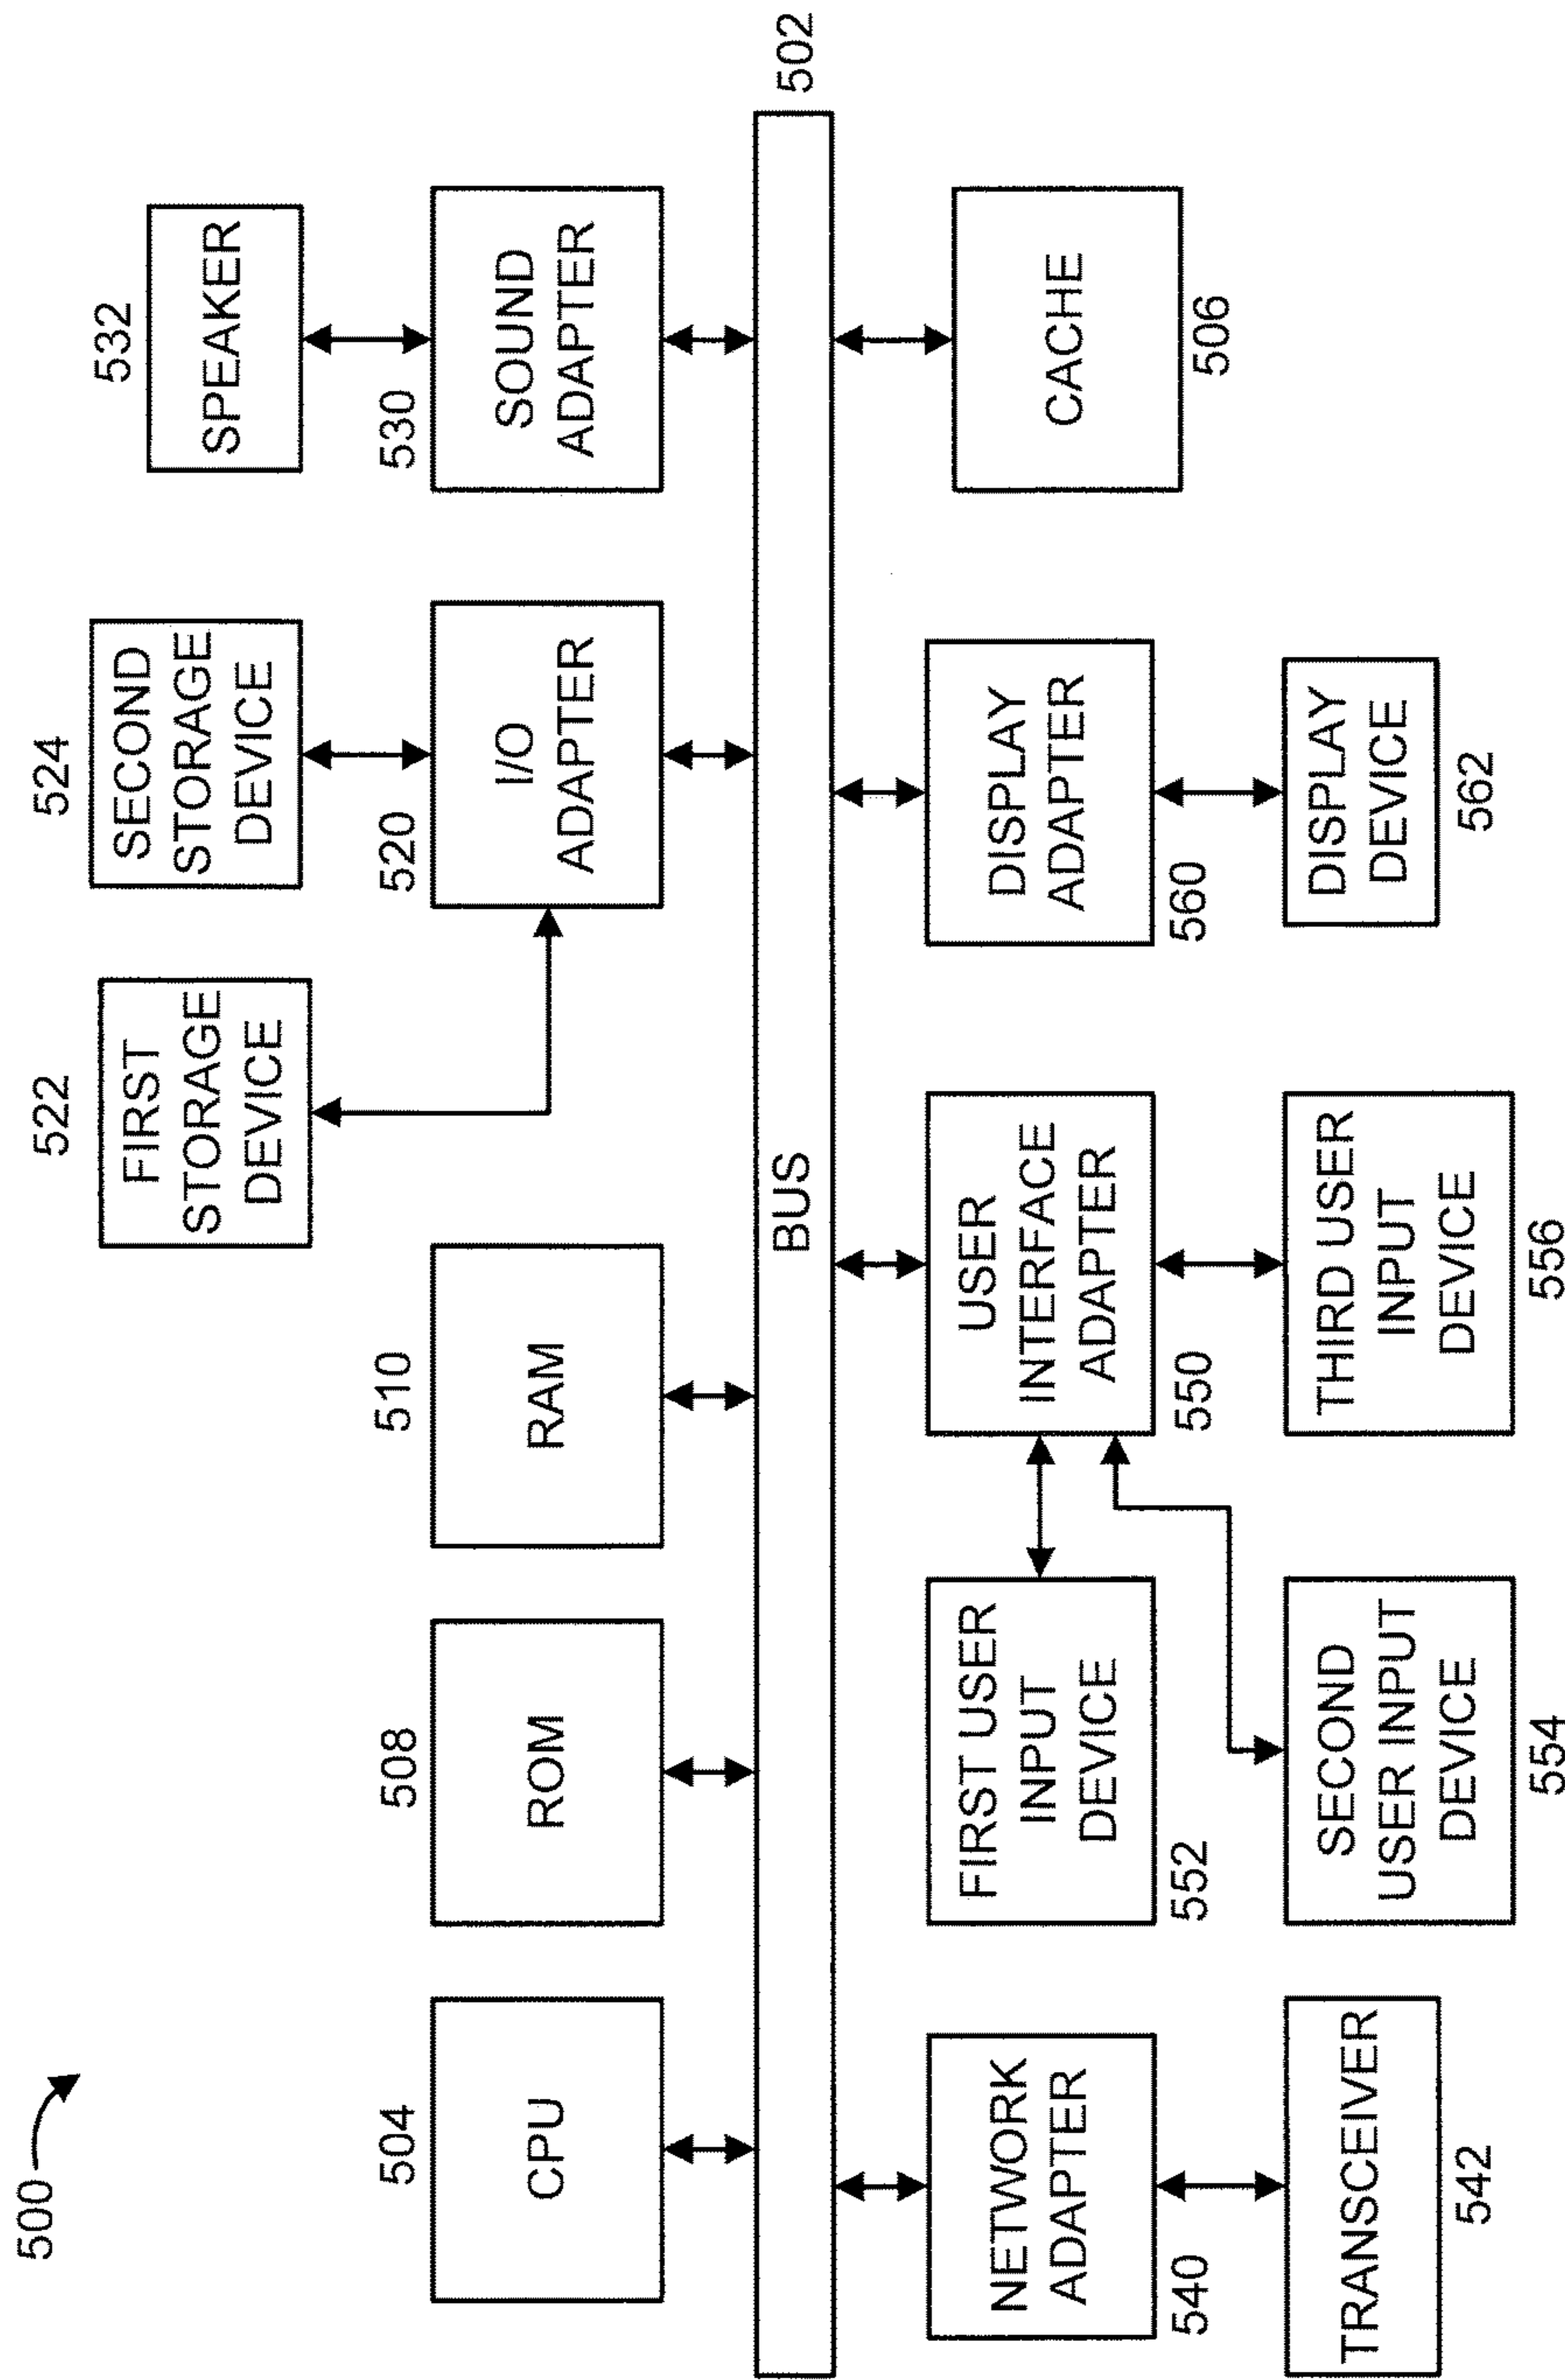 500
532
SPEAKER
524
SECOND
STORAGE
DEVICE
522
FIRST
STORAGE
DEVICE
504
CPU
508
ROM
510
RAM
520
I/O
ADAPTER
530
SOUND
ADAPTER
BUS
502
NETWORK
ADAPTER
540
FIRST USER
INPUT
DEVICE
552
USER
INTERFACE
ADAPTER
550
DISPLAY
ADAPTER
560
CACHE
506
TRANSCEIVER
542
SECOND
USER INPUT
DEVICE
554
THIRD USER
INPUT
DEVICE
556
DISPLAY
DEVICE
562